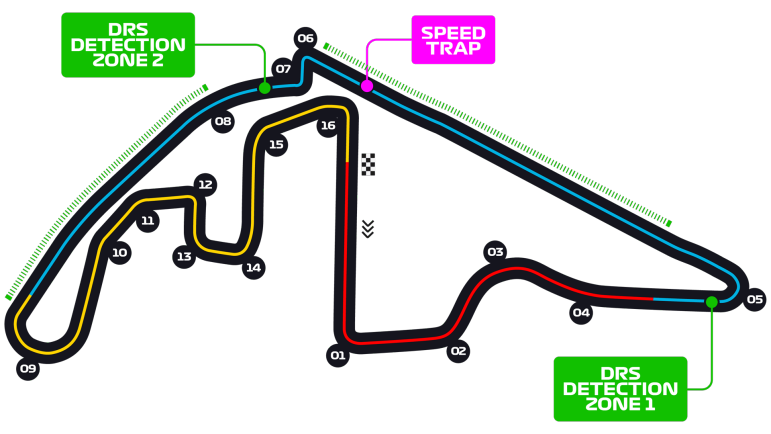 DRS
DETECTION
ZONE 2
06
SPEED
TRAP
07
08
16
15
12
11
10
13
14
03
05
04
01
02
09
DRS
DETECTION
ZONE 1